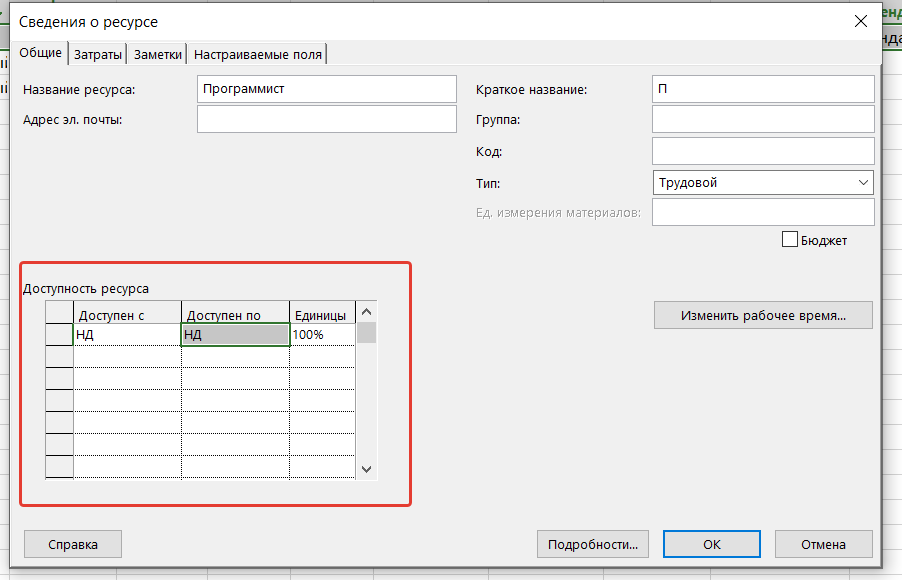 Сведения о ресурсе
Общие Затраты Заметки Настраиваемые поля
Название ресурса: Программист Краткое название: П
Адрес эл. почты: Группа:
Код:
Тип: Трудовой
Ед. измерения материалов:
Бюджет
Доступность ресурса
Доступен с Доступен по Единицы
НД НД 100%
Изменить рабочее время...
Справка Подробности... ОК Отмена